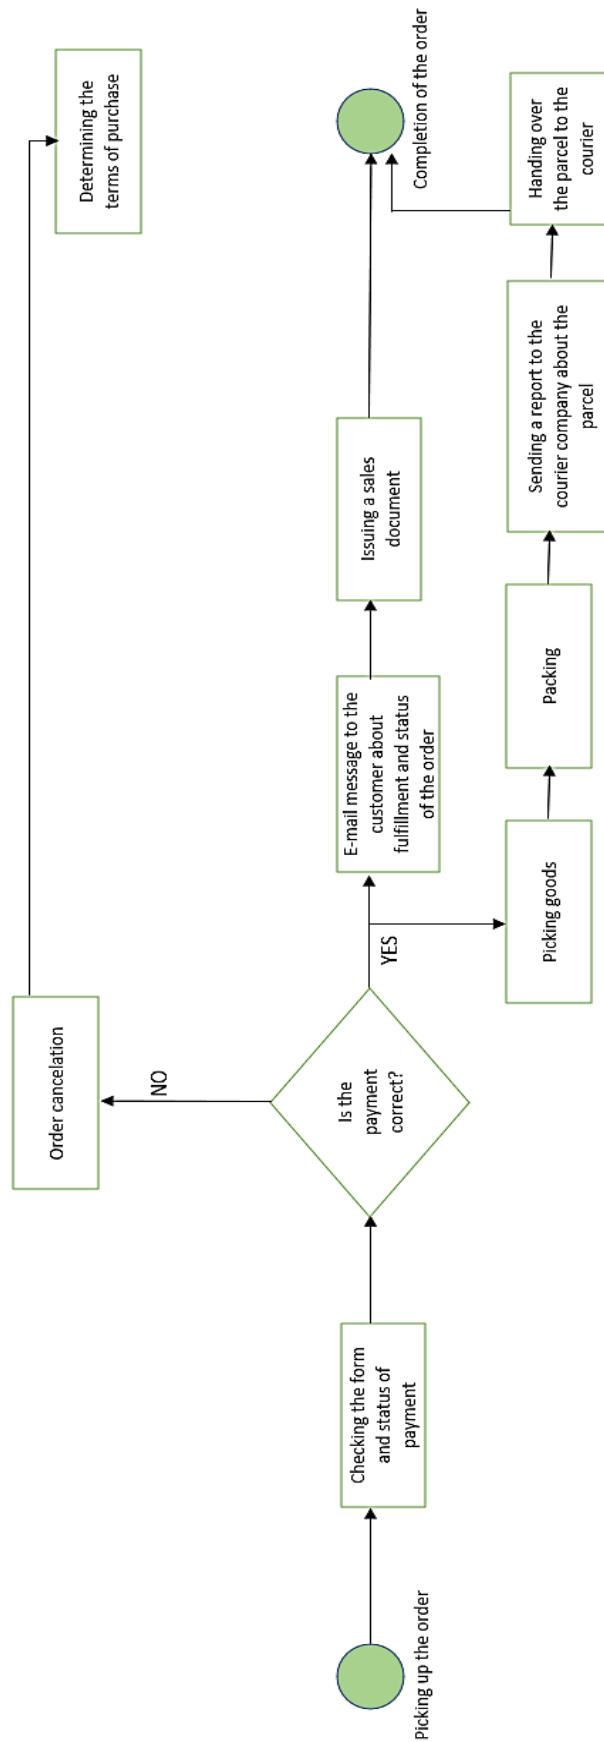 Picking up the order
Checking the form
and status of
payment
Is the
payment
correct?
NO
Order cancelation
Determining the
terms of purchase
YES
E-mail message to the
customer about
fulfillment and status
of the order
Issuing a sales
document
Picking goods
Packing
Sending a report to the
courier company about the
parcel
Handing over
the parcel to the
courier
Completion of the order